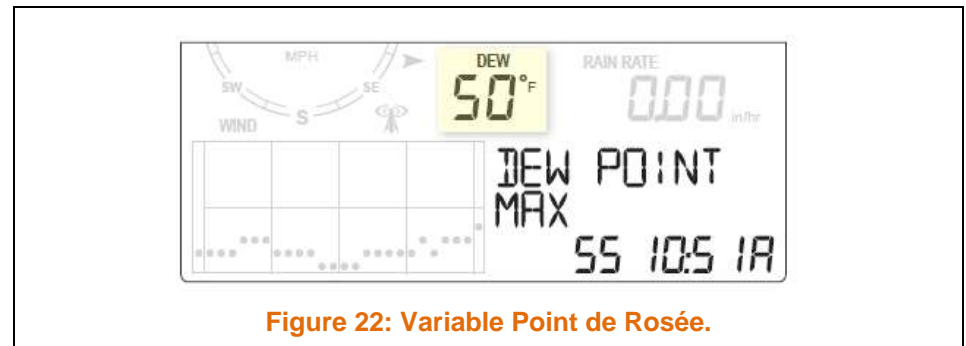 MPH
DEW
RAIN RATE
SW
SE
50°F
0.00 in/hr
WIND
S
DEW POINT
MAX
55 10:51A
Figure 22: Variable Point de Rosée.